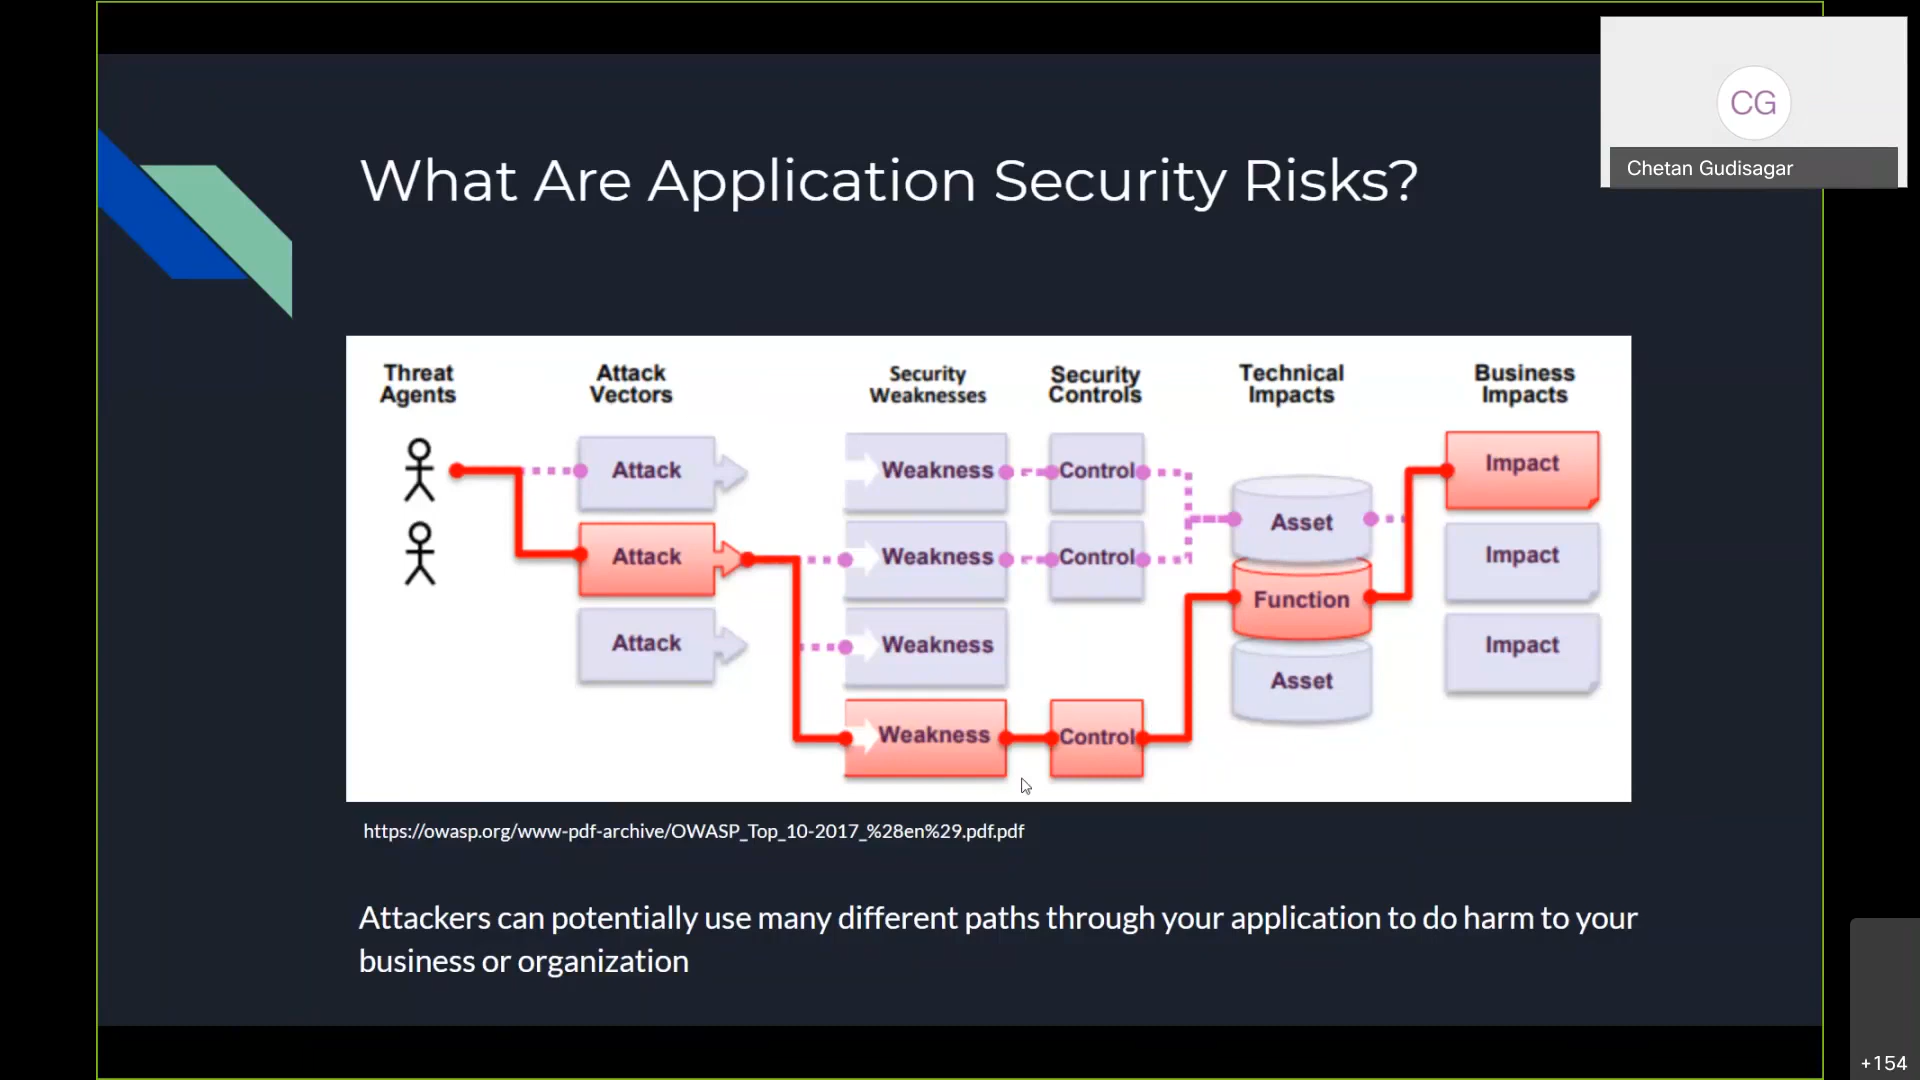 CG
Chetan Gudisagar
What Are Application Security Risks?
Threat Agents
Attack Vectors
Security Weaknesses
Security Controls
Technical Impacts
Business Impacts
Attack
Weakness
Control
Impact
Asset
Attack
Weakness
Control
Impact
Function
Attack
Weakness
Impact
Asset
Weakness
Control
https://owasp.org/www-pdf-archive/OWASP_Top_10-2017_%28en%29.pdf.pdf
Attackers can potentially use many different paths through your application to do harm to your
business or organization
+154